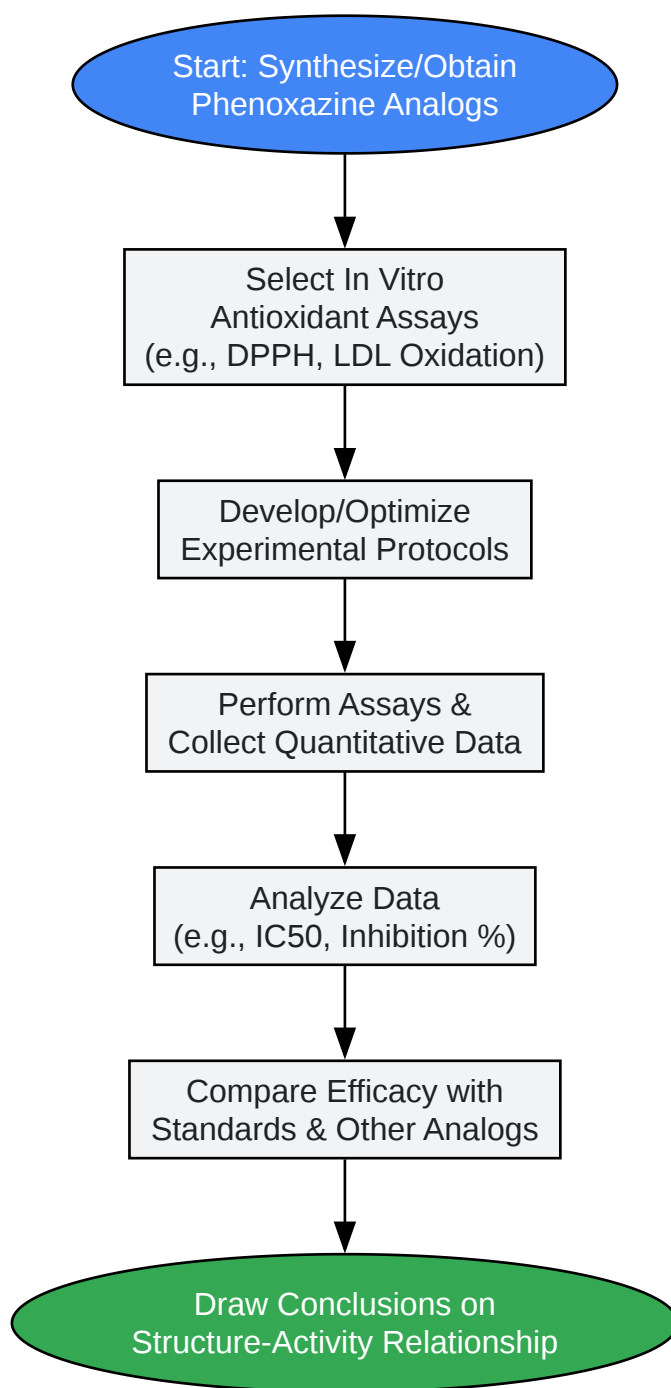 Start: Synthesize/Obtain
Phenoxazine Analogs
Select In Vitro
Antioxidant Assays
(e.g., DPPH, LDL Oxidation)
Develop/Optimize
Experimental Protocols
Perform Assays &
Collect Quantitative Data
Analyze Data
(e.g., IC50, Inhibition %)
Compare Efficacy with
Standards & Other Analogs
Draw Conclusions on
Structure-Activity Relationship